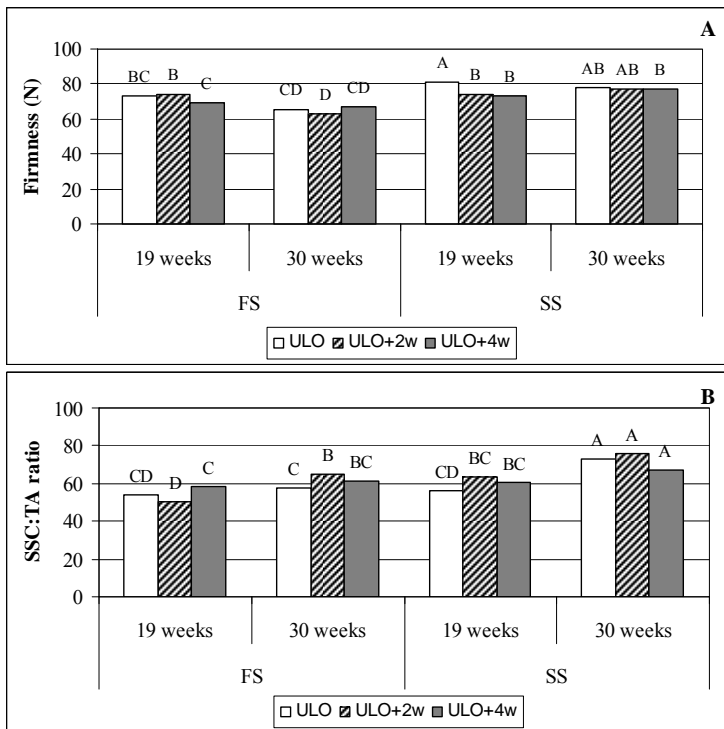 A
Firmness (N)
100
80
60
40
20
0
BC B C CD D CD A B B AB AB B
19 weeks 30 weeks 19 weeks 30 weeks
FS SS
ULO ULO+2w ULO+4w
B
SSC:TA ratio
100
80
60
40
20
0
CD D C C B BC CD BC BC A A A
19 weeks 30 weeks 19 weeks 30 weeks
FS SS
ULO ULO+2w ULO+4w